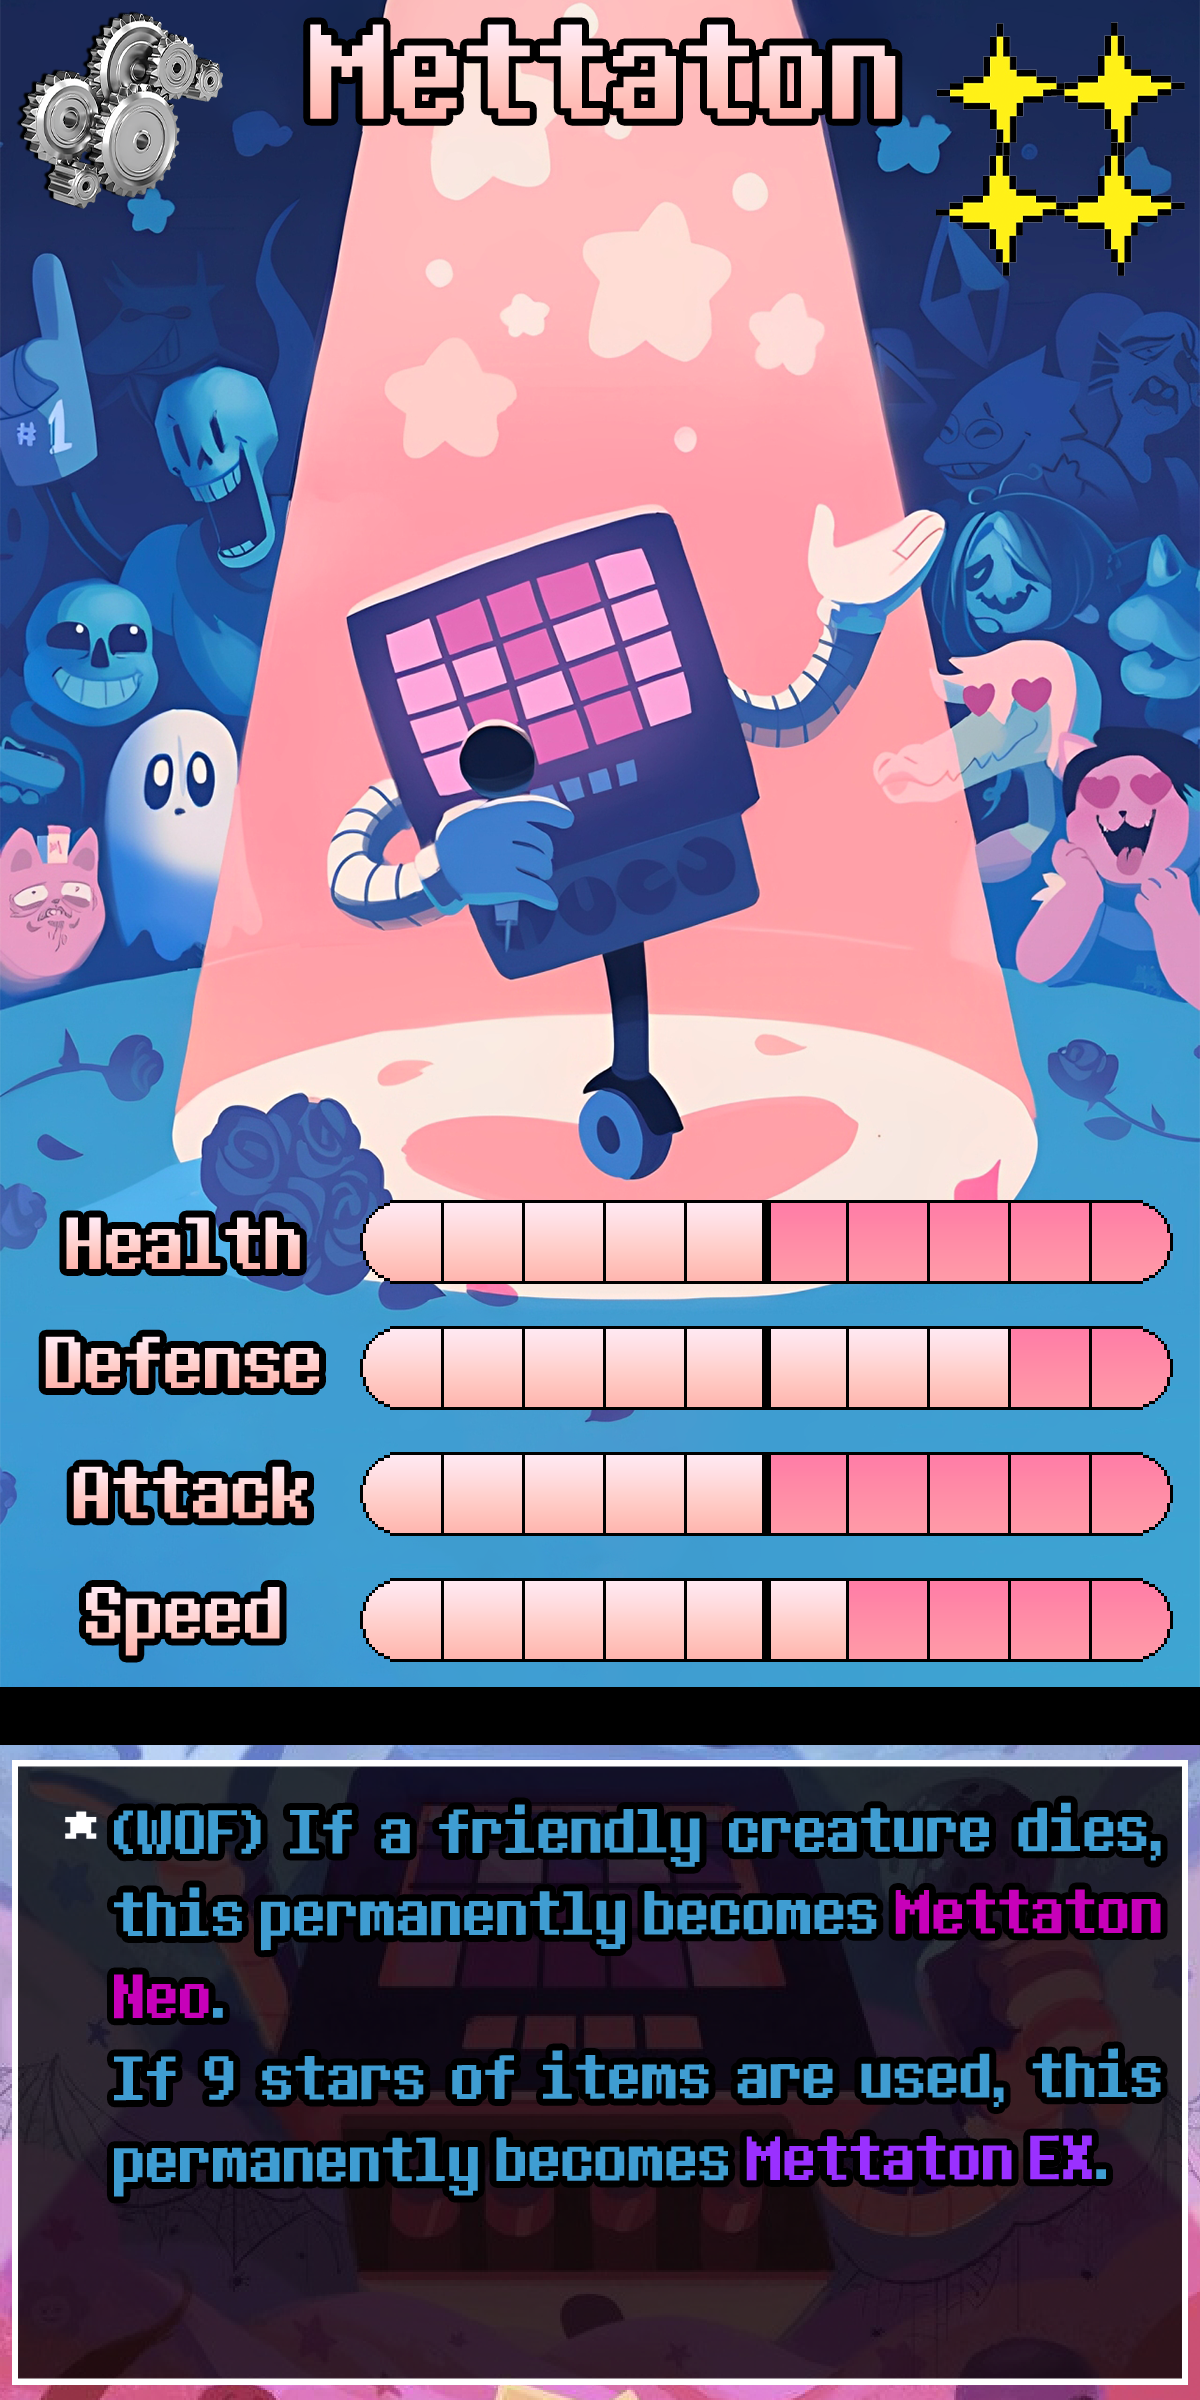 Mettaton
#1
Health
Defense
Attack
Speed
* (WOF) If a friendly creature dies,
this permanently becomes Mettaton
Neo.
If 9 stars of items are used, this
permanently becomes Mettaton EX.